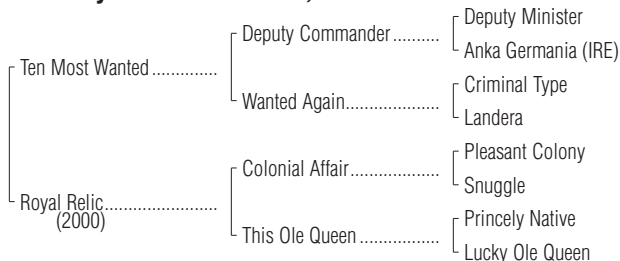 Deputy Minister
Deputy Commander..........
Anka Germania (IRE)
Ten Most Wanted.............
Criminal Type
Wanted Again....................
Landera
Pleasant Colony
Colonial Affair...................
Snuggle
Royal Relic.......................
(2000)
Princely Native
This Ole Queen.................
Lucky Ole Queen